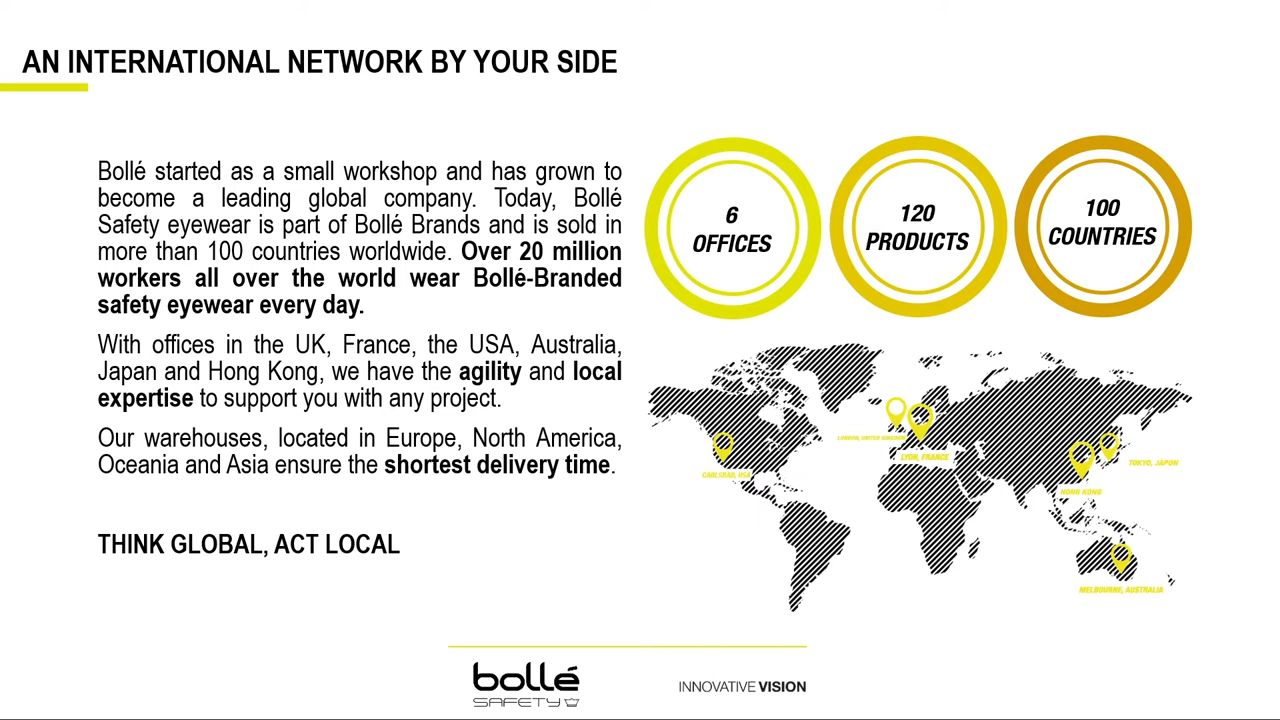 AN INTERNATIONAL NETWORK BY YOUR SIDE
Bollé started as a small workshop and has grown to
become a leading global company. Today, Bollé
Safety eyewear is part of Bollé Brands and is sold in
more than 100 countries worldwide. Over 20 million
workers all over the world wear Bollé-Branded
safety eyewear every day.
With offices in the UK, France, the USA, Australia,
Japan and Hong Kong, we have the agility and local
expertise to support you with any project.
Our warehouses, located in Europe, North America,
Oceania and Asia ensure the shortest delivery time.
THINK GLOBAL, ACT LOCAL
6
OFFICES
120
PRODUCTS
100
COUNTRIES
LONDON, UNITED KINGDOM
LYON, FRANCE
CARLSBAD, USA
TOKYO, JAPON
HONG KONG
MELBOURNE, AUSTRALIA
bollé
SAFETY
INNOVATIVE VISION